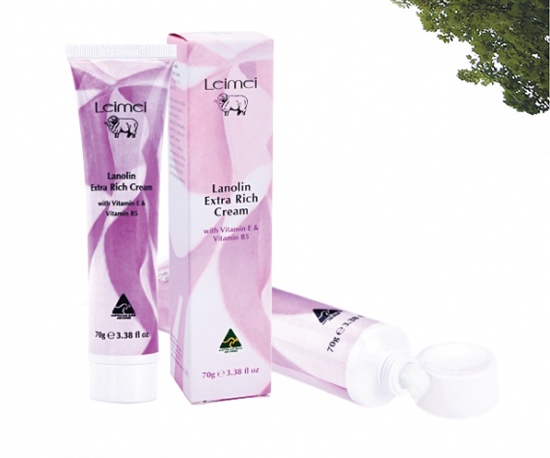 Leimei
Lanolin
Extra Rich Cream
with Vitamin E &
Vitamin B5
70g e 3.38 fl oz
Leimei
Lanolin
Extra Rich
Cream
with Vitamin E &
Vitamin B5
70g e 3.38 fl oz
70g e 3.38 fl oz